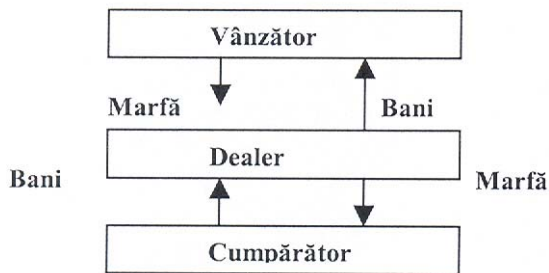 Vânzător
Marfă
Bani
Dealer
Bani
Marfă
Cumpărător